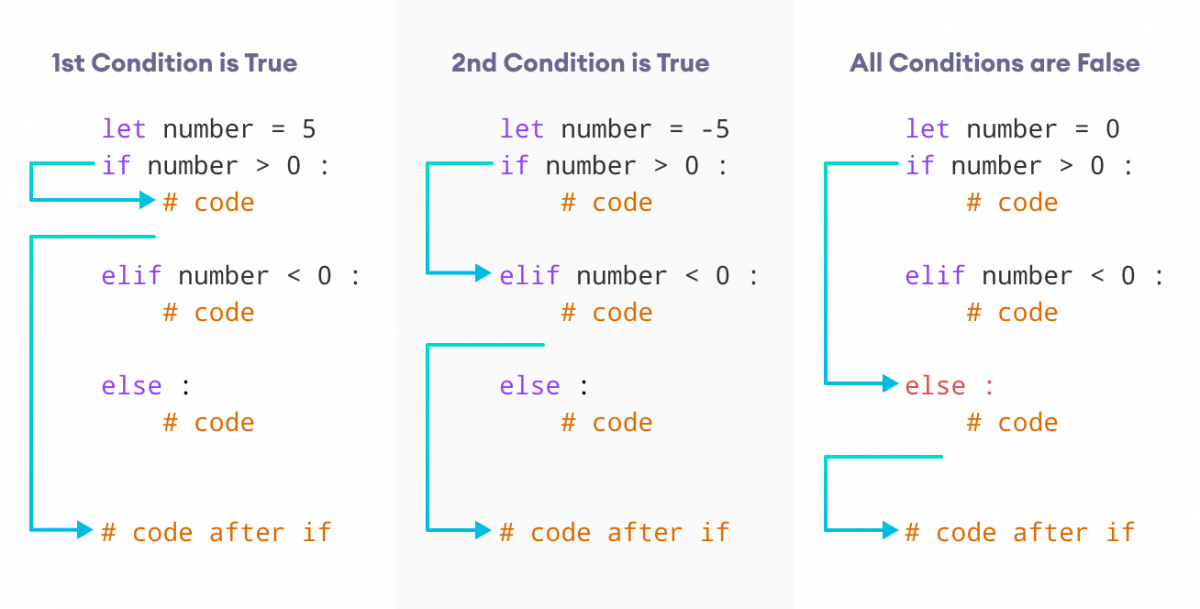 1st Condition is True
let number = 5
if number > 0 :
# code
elif number < 0 :
# code
else :
# code
# code after if
2nd Condition is True
let number = -5
if number > 0 :
# code
elif number < 0 :
# code
else :
# code
# code after if
All Conditions are False
let number = 0
if number > 0 :
# code
elif number < 0 :
# code
else :
# code
# code after if